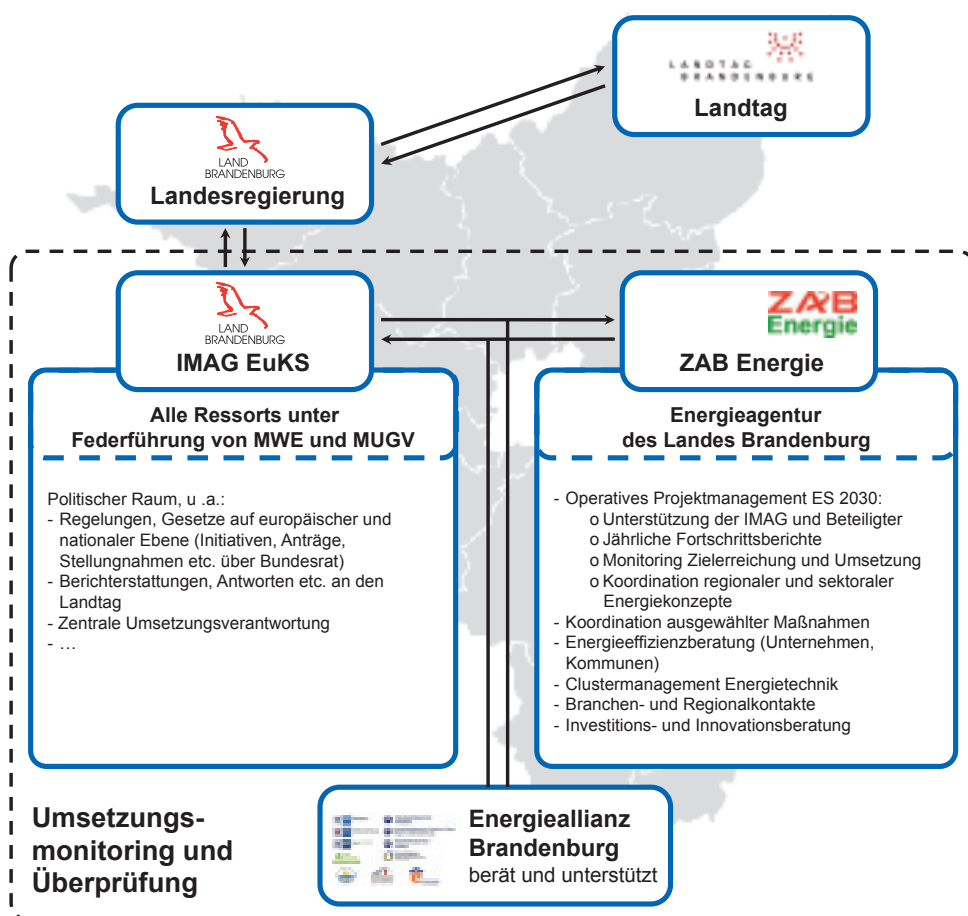 LANDTAG
BRANDENBURG
Landtag
LAND
BRANDENBURG
Landesregierung
LAND
BRANDENBURG
IMAG EuKS
Alle Ressorts unter
Federführung von MWE und MUGV
Politischer Raum, u .a.:
- Regelungen, Gesetze auf europäischer und
nationaler Ebene (Initiativen, Anträge,
Stellungnahmen etc. über Bundesrat)
- Berichterstattungen, Antworten etc. an den
Landtag
- Zentrale Umsetzungsverantwortung
- …
ZAB
Energie
ZAB Energie
Energieagentur
des Landes Brandenburg
- Operatives Projektmanagement ES 2030:
o Unterstützung der IMAG und Beteiligter
o Jährliche Fortschrittsberichte
o Monitoring Zielerreichung und Umsetzung
o Koordination regionaler und sektoraler
Energiekonzepte
- Koordination ausgewählter Maßnahmen
- Energieeffizienzberatung (Unternehmen,
Kommunen)
- Clustermanagement Energietechnik
- Branchen- und Regionalkontakte
- Investitions- und Innovationsberatung
Umsetzungs-
monitoring und
Überprüfung
Energieallianz
Brandenburg
berät und unterstützt